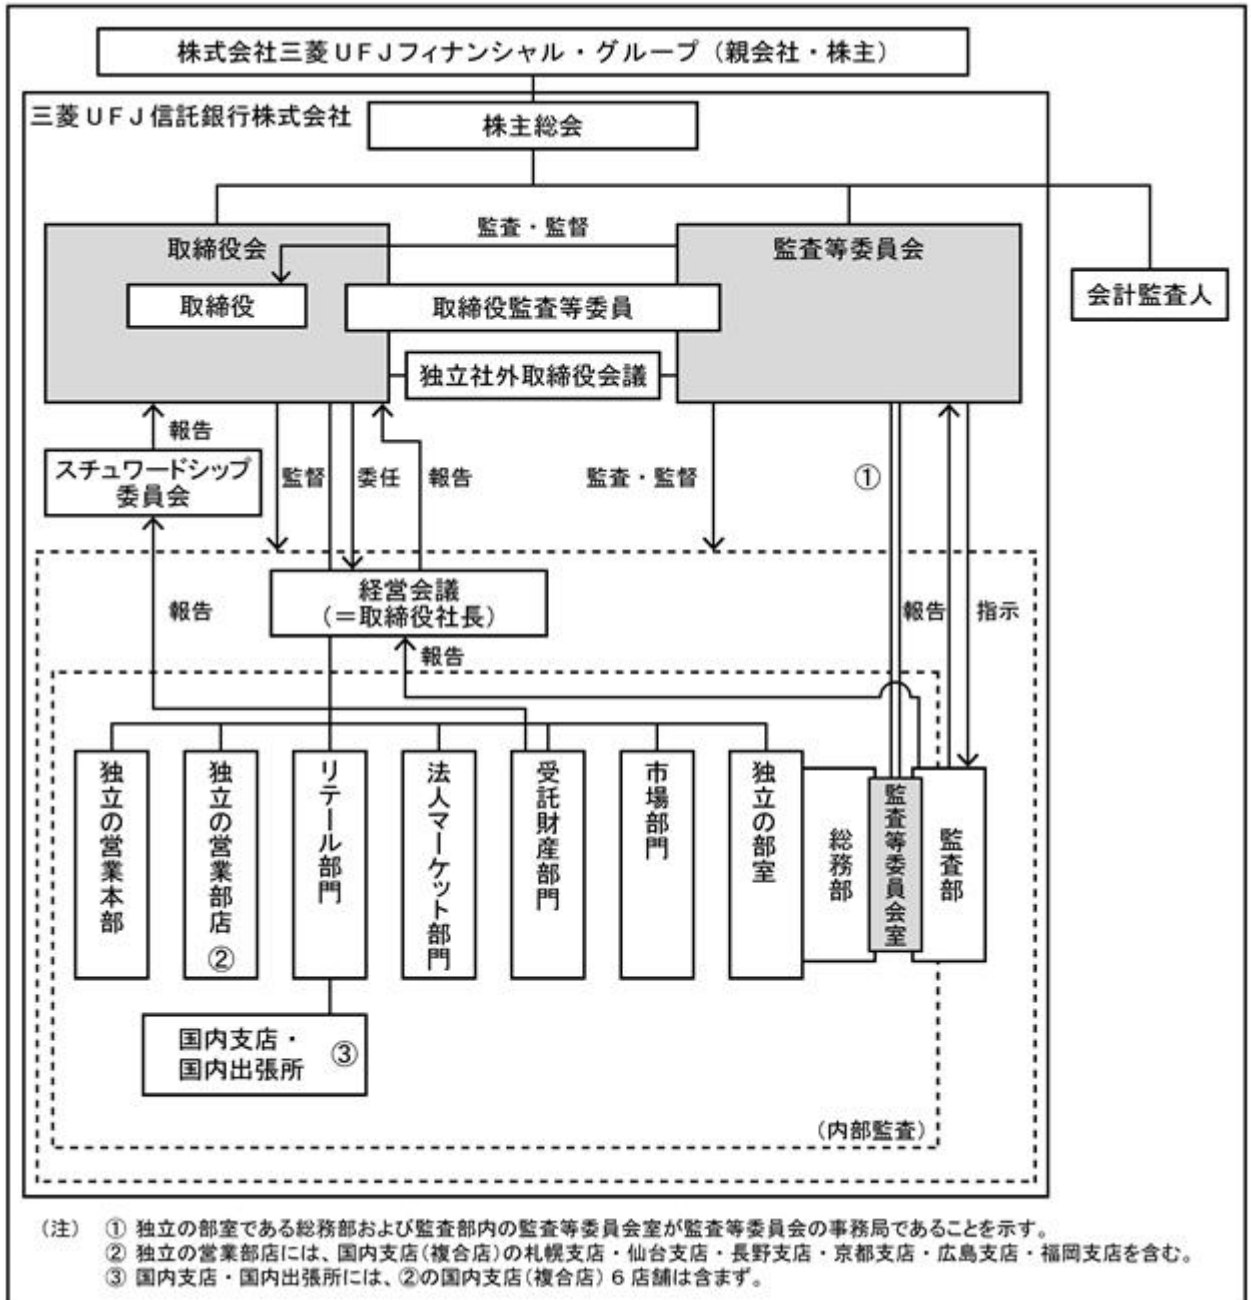 株式会社三菱UFJフィナンシャル・グループ（親会社・株主）
三菱UFJ信託銀行株式会社
株主総会
取締役会
監査・監督
監査等委員会
取締役
取締役監査等委員
会計監査人
独立社外取締役会議
報告
スチュワードシップ
委員会
監督
委任
報告
監査・監督
①
経営会議
（＝取締役社長）
報告
報告
指示
報告
独立の営業本部
独立の営業部店②
リテール部門
法人マーケット部門
受託財産部門
市場部門
独立の部室
総務部
監査等委員会室
監査部
国内支店・
国内出張所
③
（内部監査）
（注） ① 独立の部室である総務部および監査部内の監査等委員会室が監査等委員会の事務局であることを示す。
② 独立の営業部店には、国内支店（複合店）の札幌支店・仙台支店・長野支店・京都支店・広島支店・福岡支店を含む。
③ 国内支店・国内出張所には、②の国内支店（複合店）６店舗は含まず。